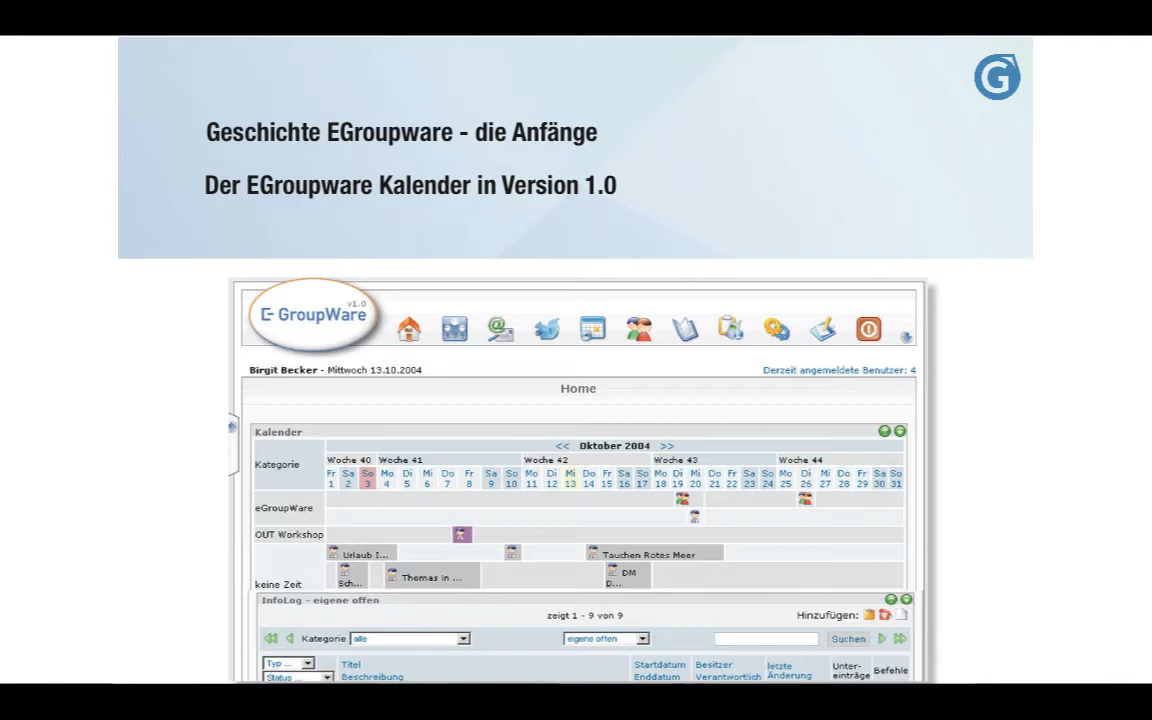 G
Geschichte EGroupware - die Anfänge
Der EGroupware Kalender in Version 1.0
v1.0
GroupWare
Birgit Becker - Mittwoch 13.10.2004
Derzeit angemeldete Benutzer: 4
Home
Kalender
<< Oktober 2004 >>
Kategorie
Woche 40 Woche 41 Woche 42 Woche 43 Woche 44
Fr Sa So Mo Di Mi Do Fr Sa So Mo Di Mi Do Fr Sa So Mo Di Mi Do Fr Sa So Mo Di Mi Do Fr Sa So
1 2 3 4 5 6 7 8 9 10 11 12 13 14 15 16 17 18 19 20 21 22 23 24 25 26 27 28 29 30 31
eGroupWare
OUT Workshop
Urlaub I... Tauchen Rotes Meer
keine Zeit
Sch... Thomas in ... DM
D...
InfoLog - eigene offen
zeigt 1 - 9 von 9
Hinzufügen:
Kategorie alle eigene offen Suchen
Typ ... Titel Startdatum Besitzer letzte Unter- Befehle
Status ... Beschreibung Enddatum Verantwortlich Änderung einträge